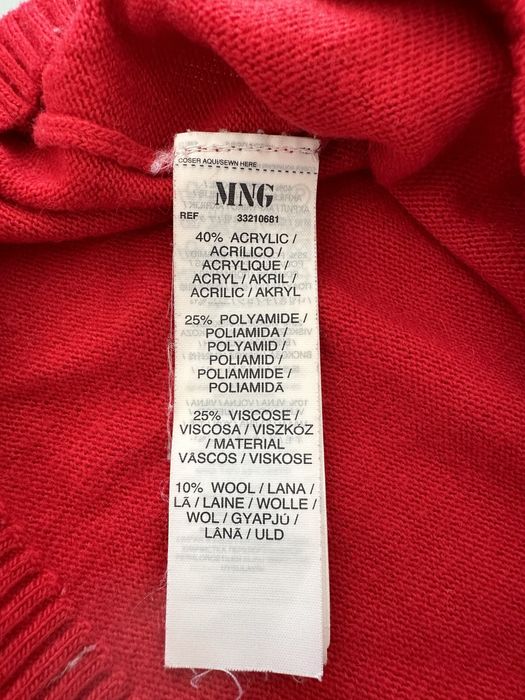 COSER AQUI/SEWN HERE
MNG
REF 33210681
40% ACRYLIC /
ACRÍLICO /
ACRYLIQUE /
ACRYL / AKRIL /
ACRILIC / AKRYL
25% POLYAMIDE /
POLIAMIDA /
POLYAMID /
POLIAMID /
POLIAMMIDE /
POLIAMIDĂ
25% VISCOSE /
VISCOSA / VISZKÓZ
/ MATERIAL
VÂSCOS / VISKOSE
10% WOOL / LANA /
LÃ / LAINE / WOLLE /
WOL / GYAPJÚ /
LÂNĂ / ULD